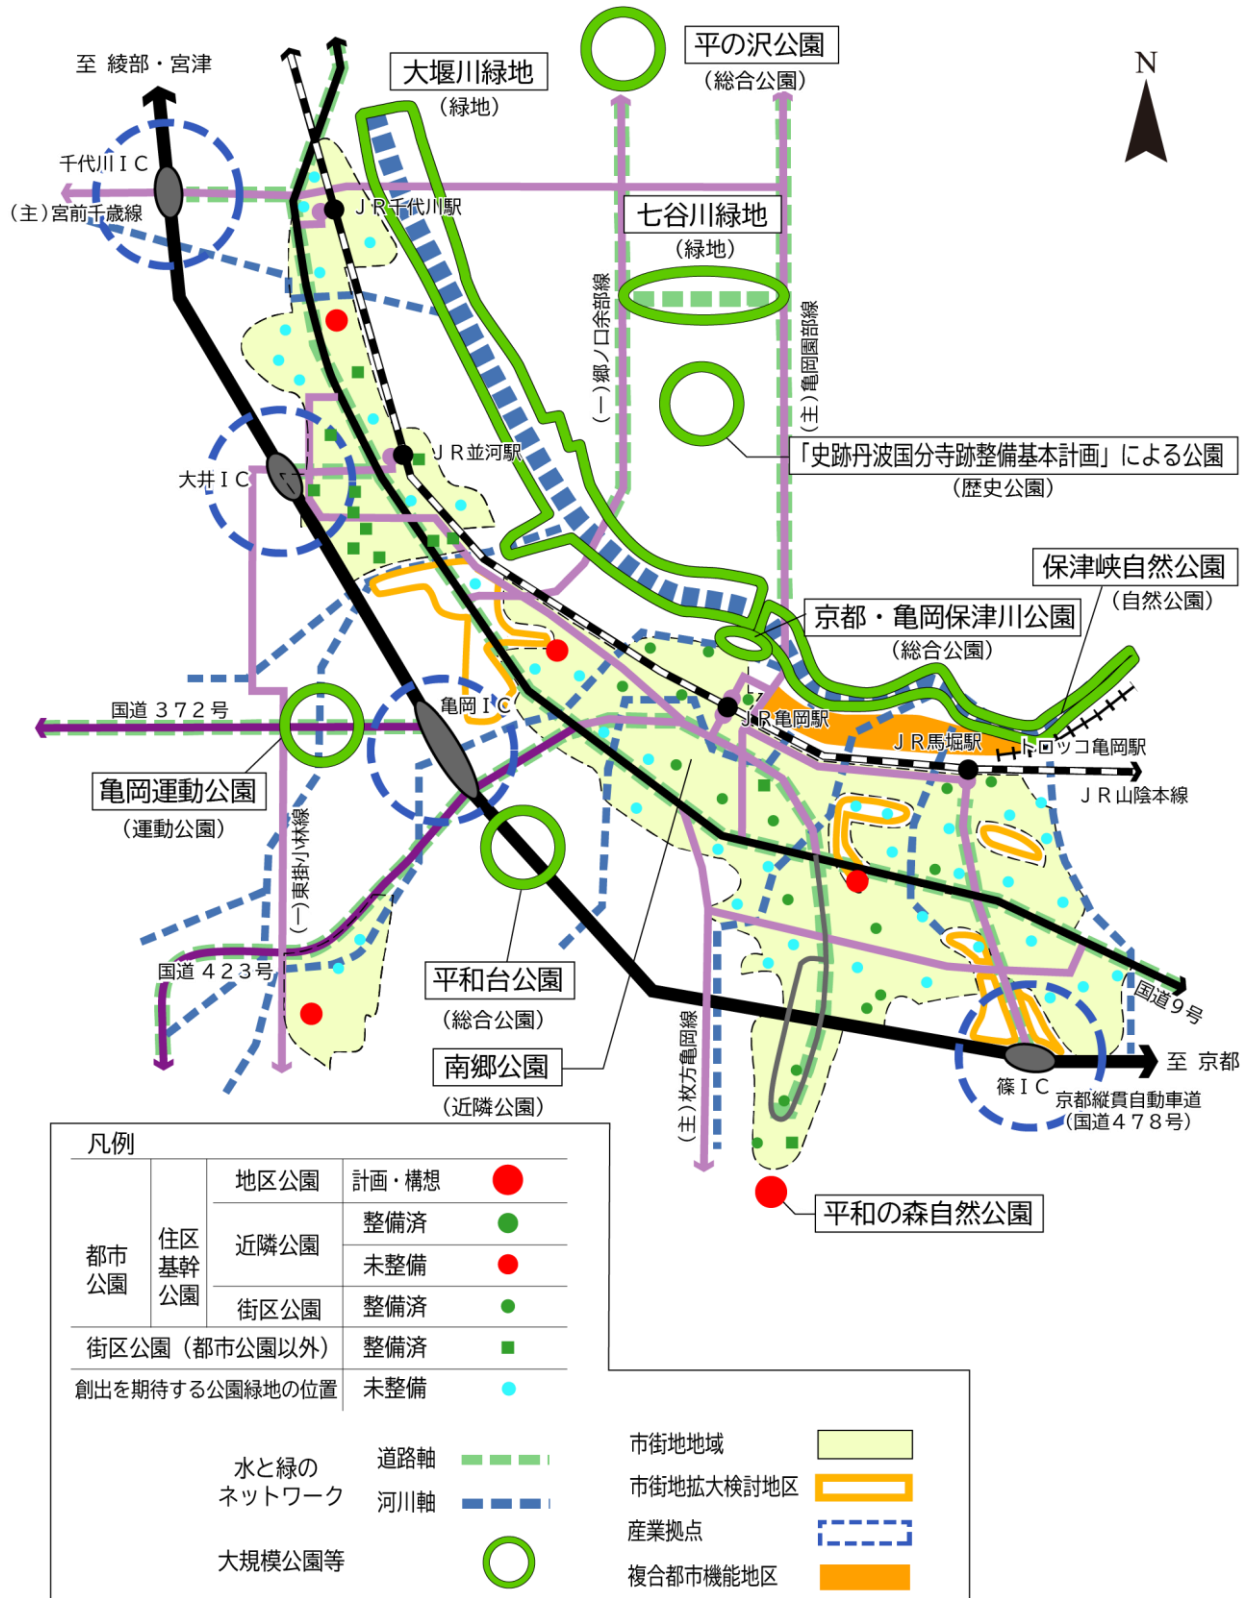 至 綾部・宮津
大堰川緑地
（緑地）
平の沢公園
（総合公園）
N
千代川ＩＣ
（主）宮前千歳線
ＪＲ千代川駅
七谷川緑地
（緑地）
（一）郷ノ口余部線
（主）亀岡園部線
「史跡丹波国分寺跡整備基本計画」による公園
（歴史公園）
ＪＲ並河駅
大井ＩＣ
保津峡自然公園
（自然公園）
京都・亀岡保津川公園
（総合公園）
国道３７２号
亀岡ＩＣ
ＪＲ亀岡駅
ＪＲ馬堀駅
トロッコ亀岡駅
ＪＲ山陰本線
亀岡運動公園
（運動公園）
（一）東掛小林線
国道４２３号
平和台公園
（総合公園）
南郷公園
（近隣公園）
（主）枚方亀岡線
国道９号
至 京都
篠ＩＣ
京都縦貫自動車道
（国道４７８号）
平和の森自然公園
凡例
都市公園
住区基幹公園
地区公園
計画・構想
近隣公園
整備済
未整備
街区公園
整備済
街区公園（都市公園以外）
整備済
創出を期待する公園緑地の位置
未整備
水と緑の
ネットワーク
道路軸
河川軸
大規模公園等
市街地地域
市街地拡大検討地区
産業拠点
複合都市機能地区